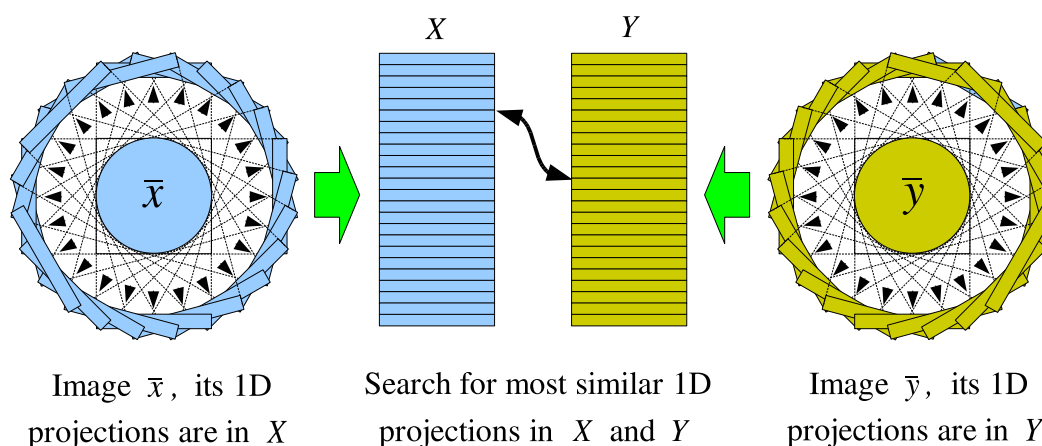 X Y
x̅ y̅
Image x̅ , its 1D Search for most similar 1D Image y̅ , its 1D
projections are in X projections in X and Y projections are in Y